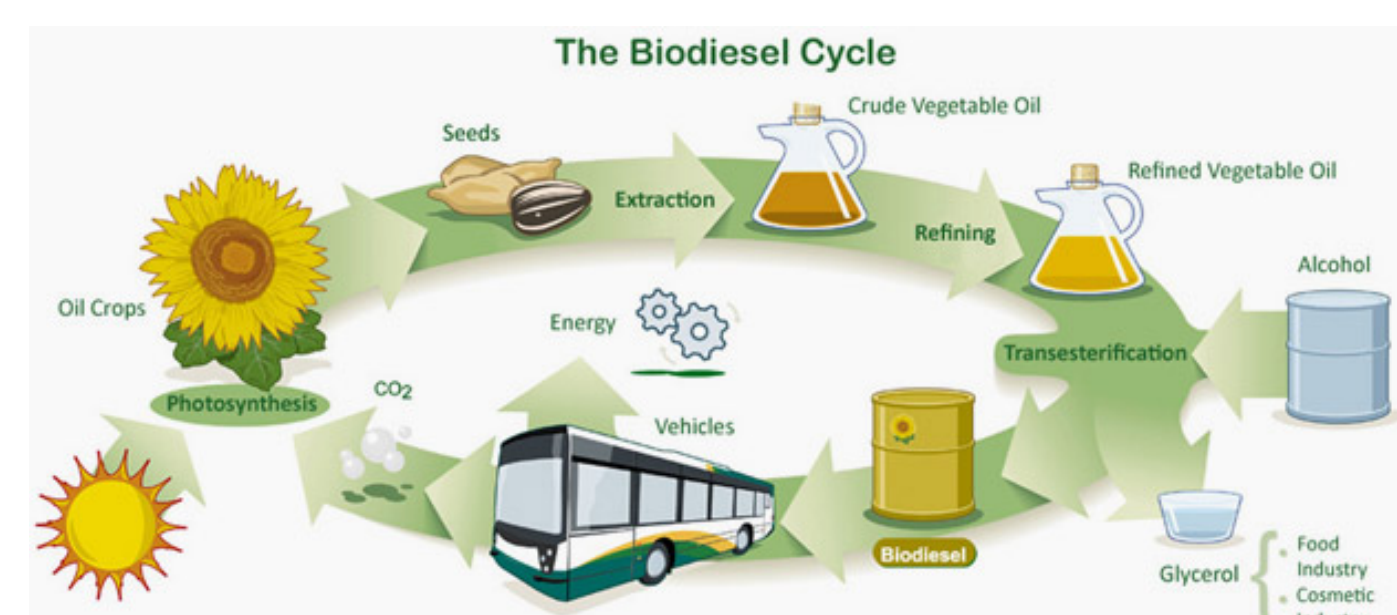 The Biodiesel Cycle
Crude Vegetable Oil
Seeds
Refined Vegetable Oil
Extraction
Refining
Alcohol
Oil Crops
Energy
Transesterification
CO2
Photosynthesis
Vehicles
Biodiesel
Glycerol
. Food
Industry
. Cosmetic